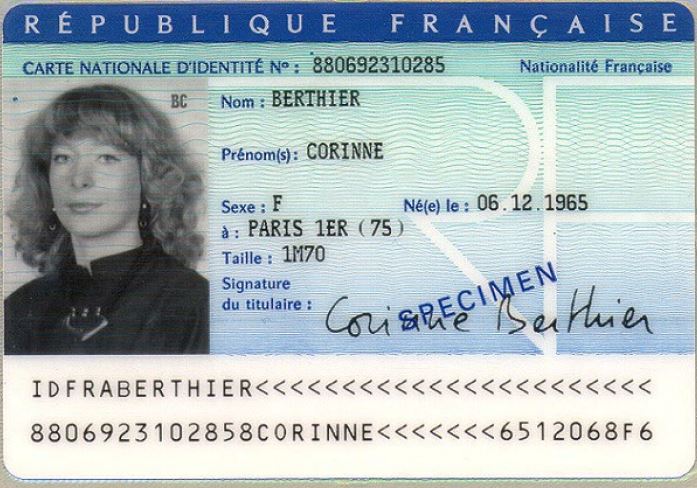 RÉPUBLIQUE FRANÇAISE
CARTE NATIONALE D'IDENTITÉ Nº : 880692310285 Nationalité Française
BC
Nom : BERTHIER
Prénom(s) : CORINNE
Sexe : F Né(e) le : 06.12.1965
à : PARIS 1ER (75)
Taille : 1M70
Signature
du titulaire :
SPECIMEN
Corinne Berthier
IDFRABERTHIER<<<<<<<<<<<<<<<<<<<<<<<
8806923102858CORINNE<<<<<<<6512068F6